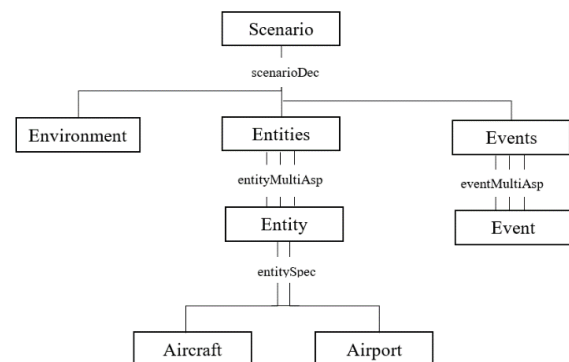 Scenario
scenarioDec
Environment
Entities
Events
entityMultiAsp
eventMultiAsp
Entity
Event
entitySpec
Aircraft
Airport